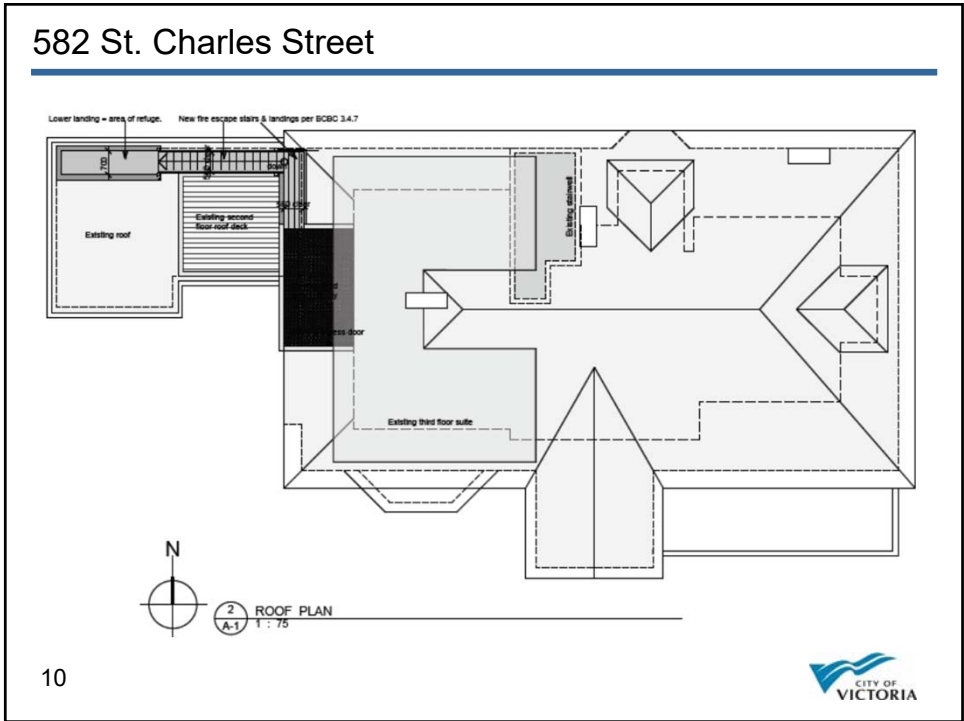 582 St. Charles Street
Lower landing = area of refuge.
New fire escape stairs & landings per BCBC 3.4.7
700
Existing second
floor roof deck
Existing roof
Existing stairwell
door
Existing third floor suite
N
2
A-1
ROOF PLAN
1 : 75
10
CITY OF
VICTORIA